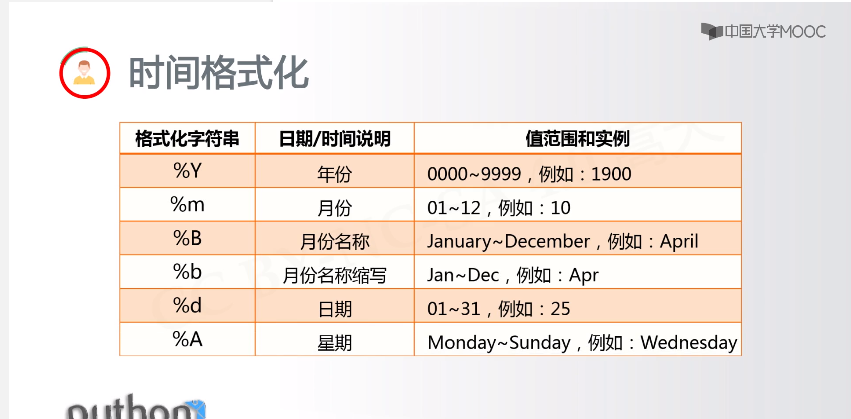 中国大学MOOC
时间格式化
格式化字符串 日期/时间说明 值范围和实例
%Y 年份 0000~9999，例如：1900
%m 月份 01~12，例如：10
%B 月份名称 January~December，例如：April
%b 月份名称缩写 Jan~Dec，例如：Apr
%d 日期 01~31，例如：25
%A 星期 Monday~Sunday，例如：Wednesday
python